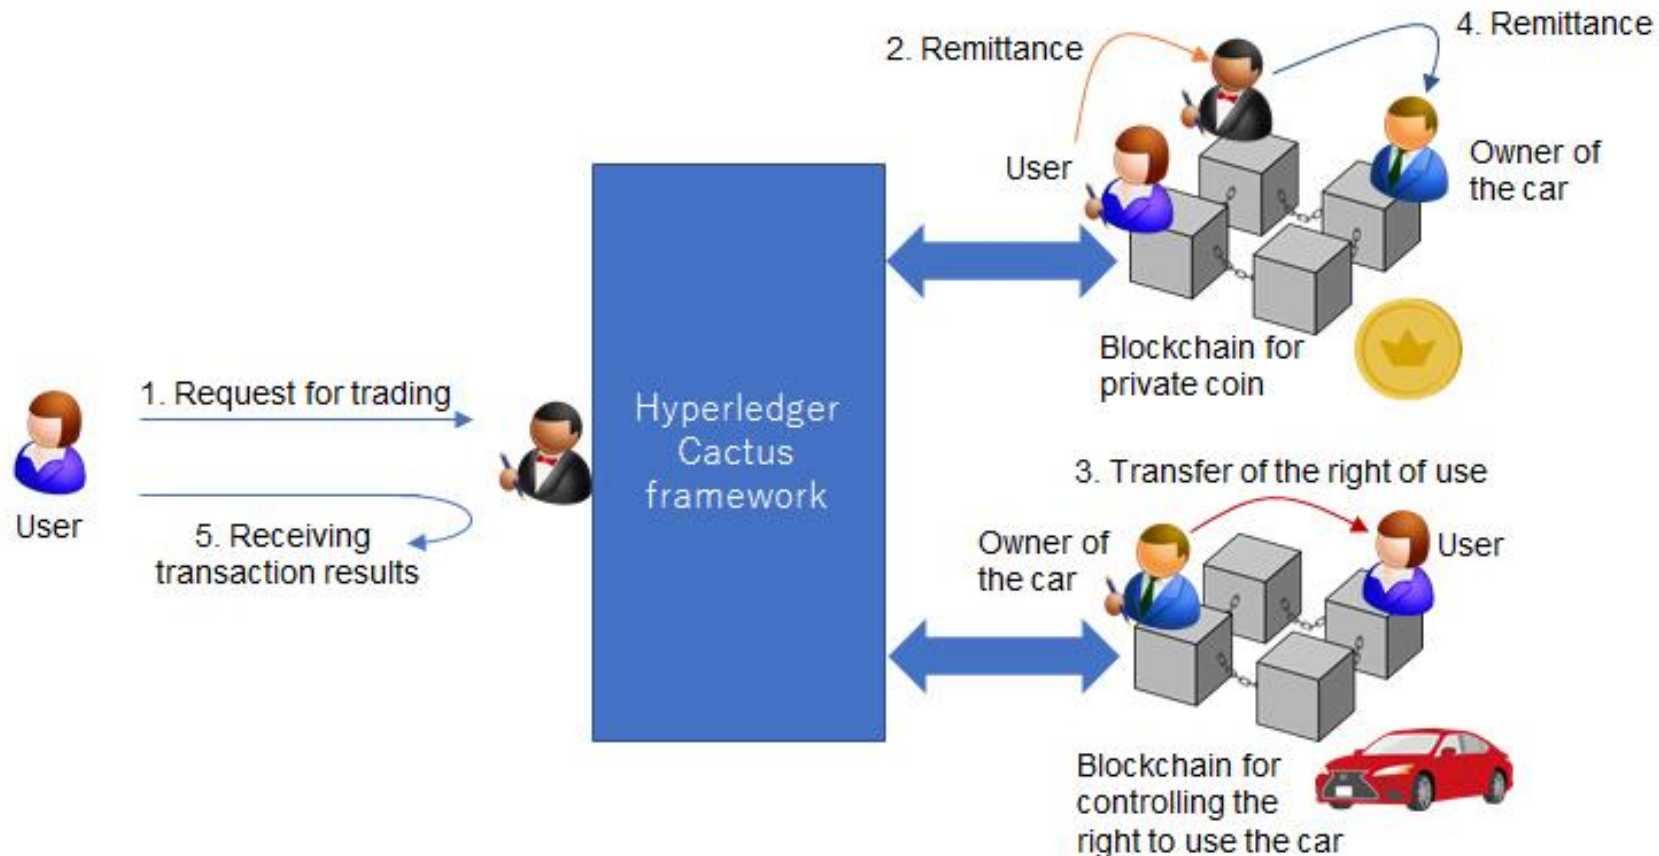 2. Remittance
4. Remittance
User
Owner of
the car
Blockchain for
private coin
1. Request for trading
User
5. Receiving
transaction results
Hyperledger
Cactus
framework
3. Transfer of the right of use
Owner of
the car
User
Blockchain for
controlling the
right to use the car